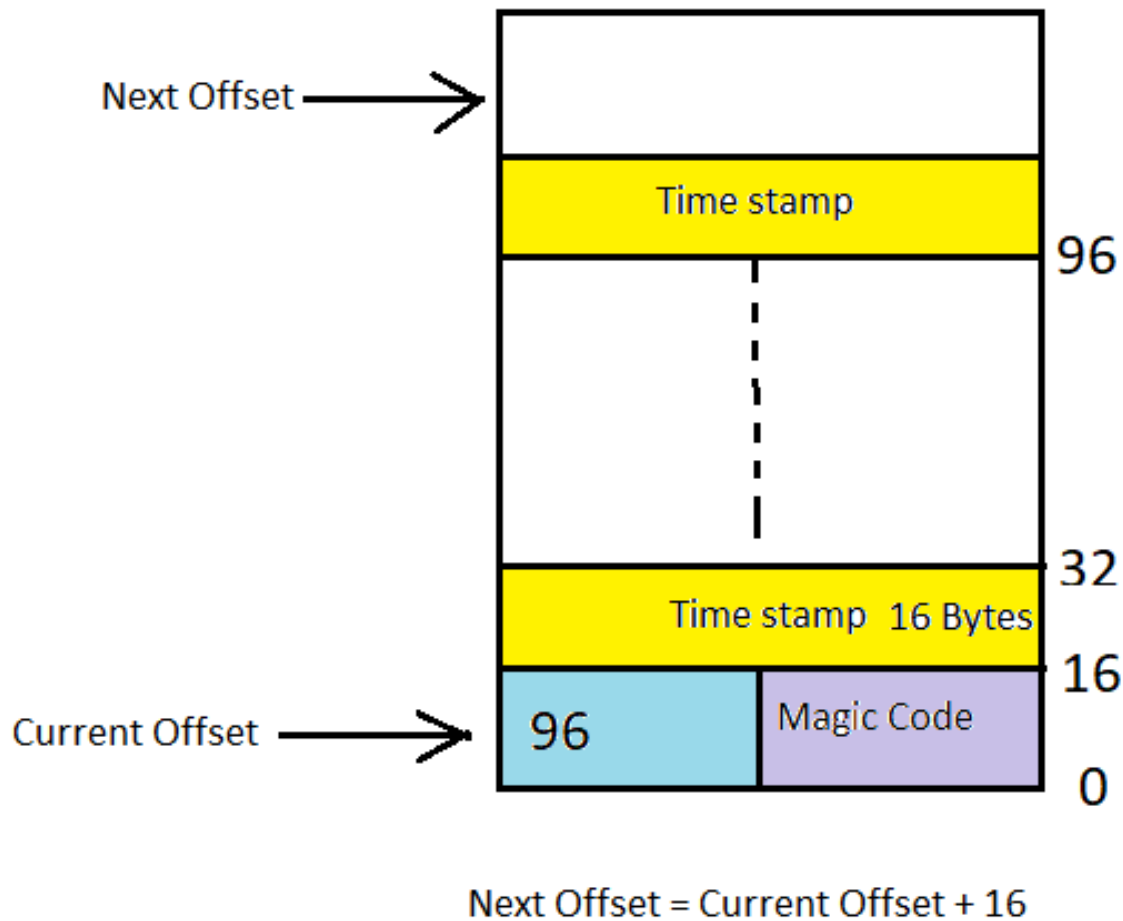 Next Offset
Time stamp
96
32
Time stamp 16 Bytes
16
Current Offset
96
Magic Code
0
Next Offset = Current Offset + 16